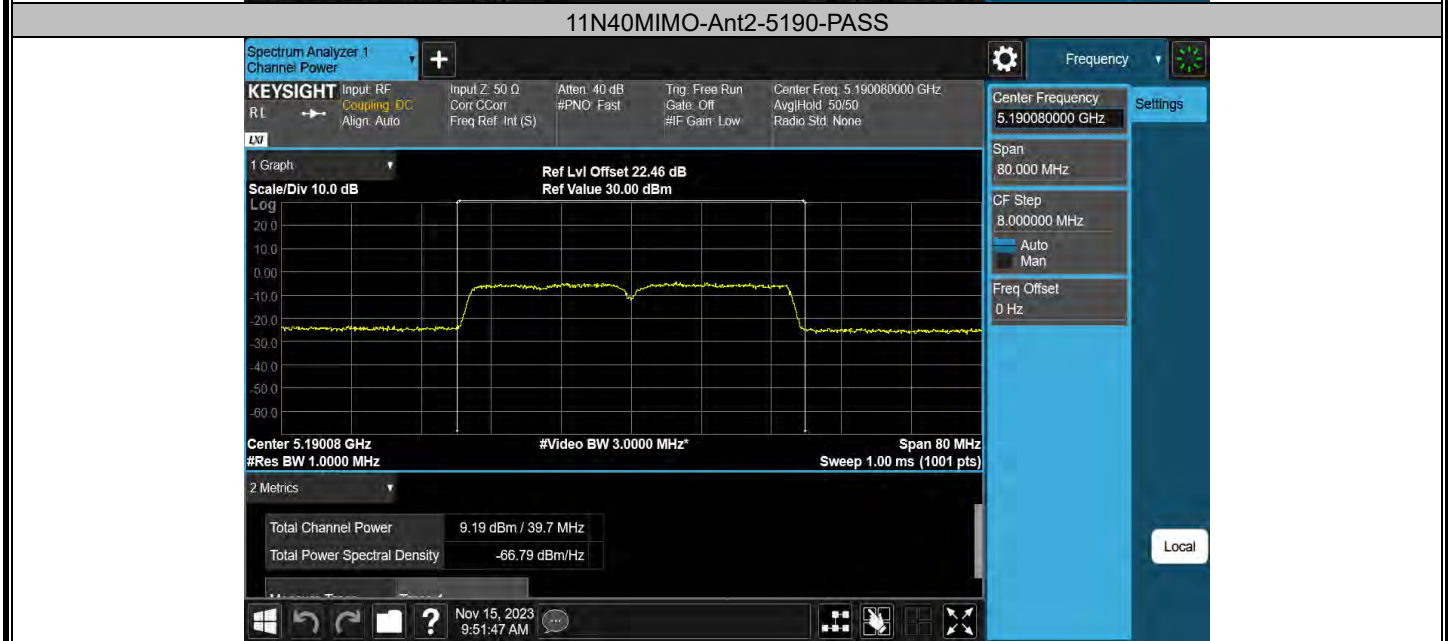 11N40MIMO-Ant2-5190-PASS
Spectrum Analyzer 1
Channel Power
+
Frequency
KEYSIGHT
RL
LXI
Input: RF
Coupling: DC
Align: Auto
Input Z: 50 Ω
Corr CCorr
Freq Ref: Int (S)
Atten: 40 dB
#PNO: Fast
Trig: Free Run
Gate: Off
#IF Gain: Low
Center Freq: 5.190080000 GHz
Avg|Hold: 50/50
Radio Std: None
Center Frequency
5.190080000 GHz
Settings
Span
80.000 MHz
CF Step
8.000000 MHz
Auto
Man
Freq Offset
0 Hz
1 Graph
Scale/Div 10.0 dB
Ref Lvl Offset 22.46 dB
Ref Value 30.00 dBm
Log
20.0
10.0
0.00
-10.0
-20.0
-30.0
-40.0
-50.0
-60.0
Center 5.19008 GHz
#Video BW 3.0000 MHz*
Span 80 MHz
#Res BW 1.0000 MHz
Sweep 1.00 ms (1001 pts)
2 Metrics
Total Channel Power 9.19 dBm / 39.7 MHz
Total Power Spectral Density -66.79 dBm/Hz
Local
?
Nov 15, 2023
9:51:47 AM